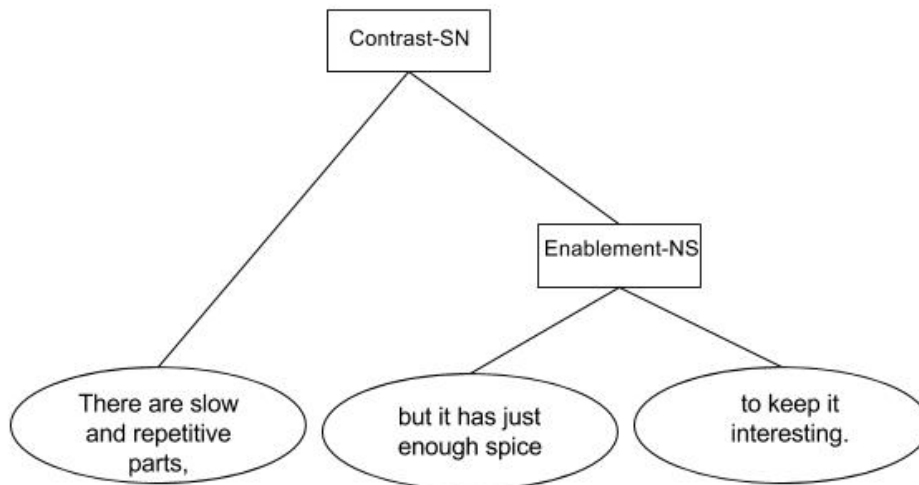 Contrast-SN
Enablement-NS
There are slow
and repetitive
parts,
but it has just
enough spice
to keep it
interesting.